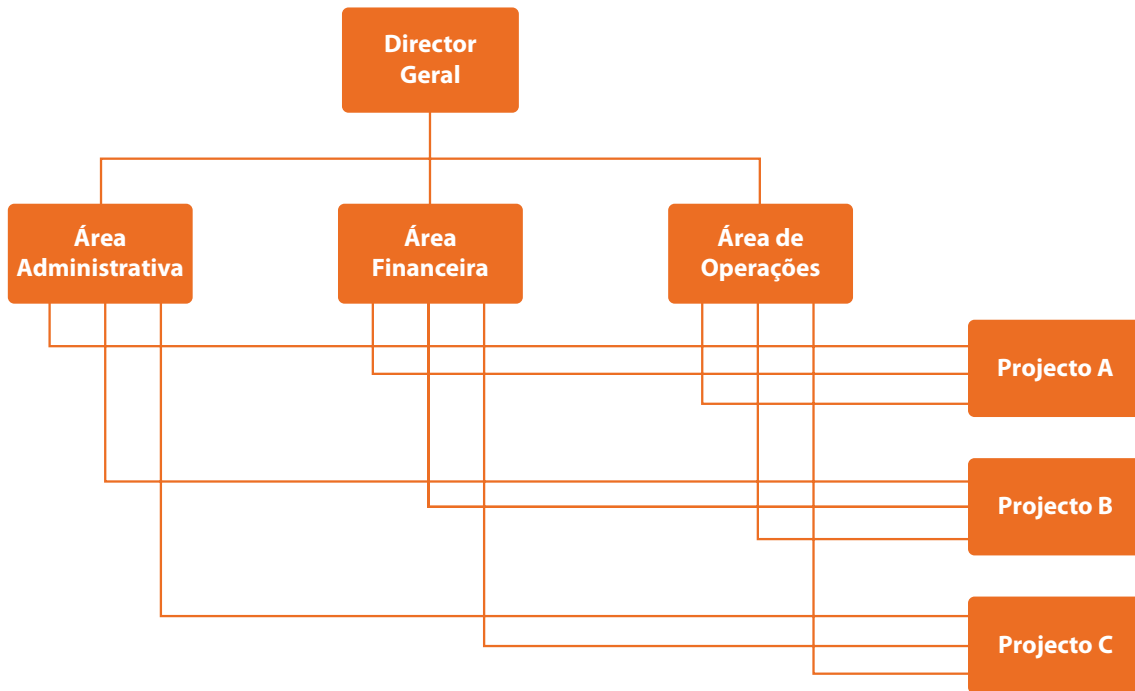 Director
Geral
Área
Administrativa
Área
Financeira
Área de
Operações
Projecto A
Projecto B
Projecto C